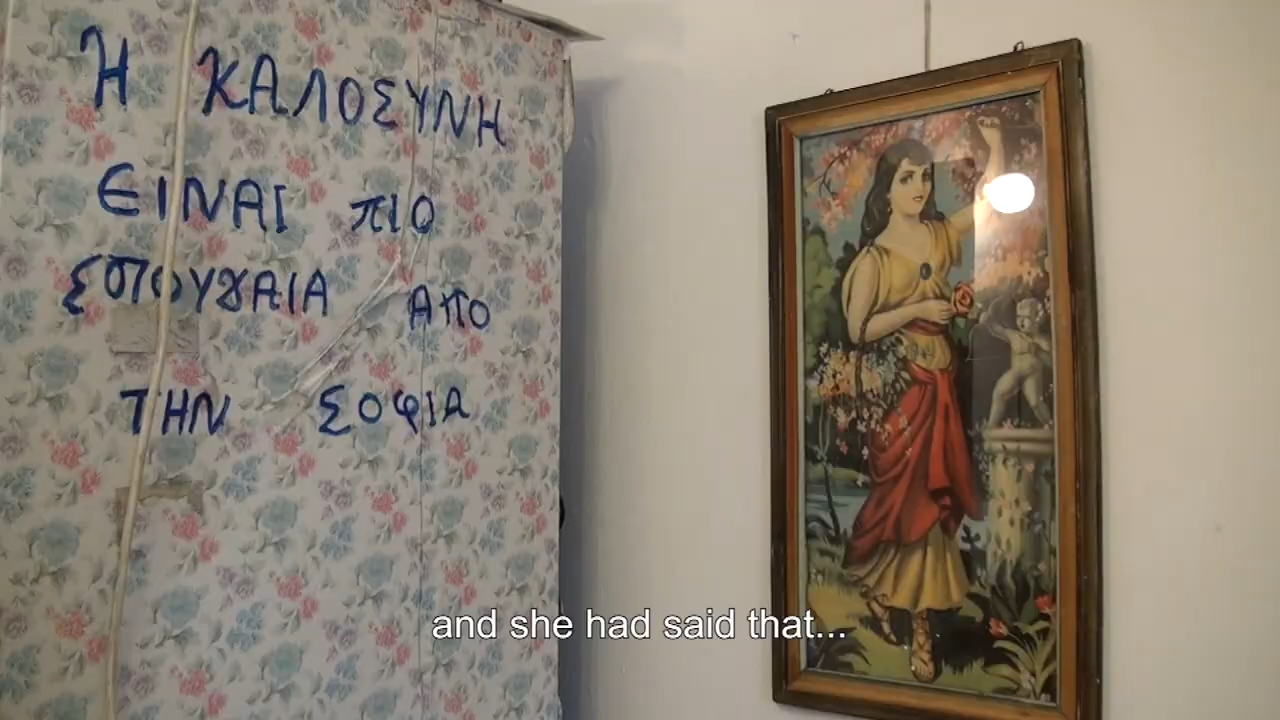 Η ΚΑΛΟΣΥΝΗ
ΕΙΝΑΙ ΠΙΟ
ΣΠΟΥδΑΙΑ ΑΠΟ
ΤΗΝ ΣΟφΙΑ
and she had said that...